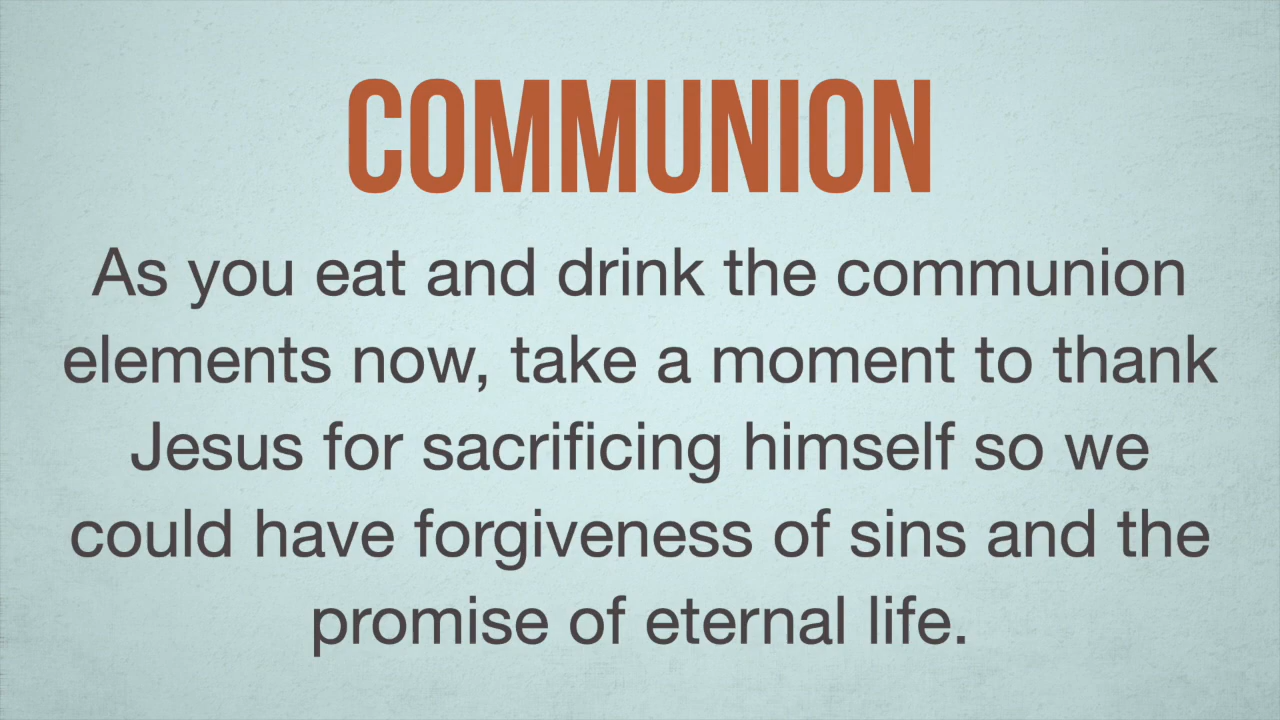 COMMUNION
As you eat and drink the communion
elements now, take a moment to thank
Jesus for sacrificing himself so we
could have forgiveness of sins and the
promise of eternal life.